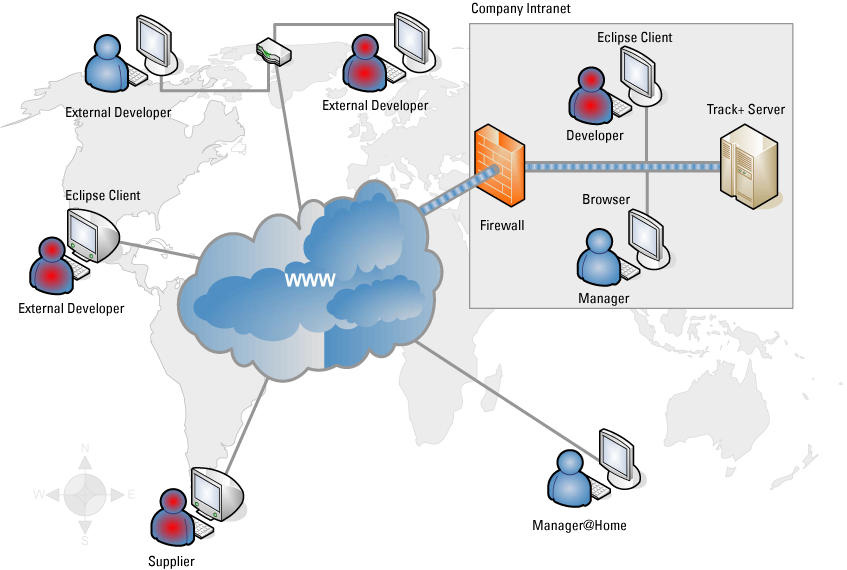 Company Intranet
Eclipse Client
External Developer
External Developer
Developer
Track+ Server
Eclipse Client
Browser
Firewall
WWW
External Developer
Manager
N
W
E
S
Manager@Home
Supplier